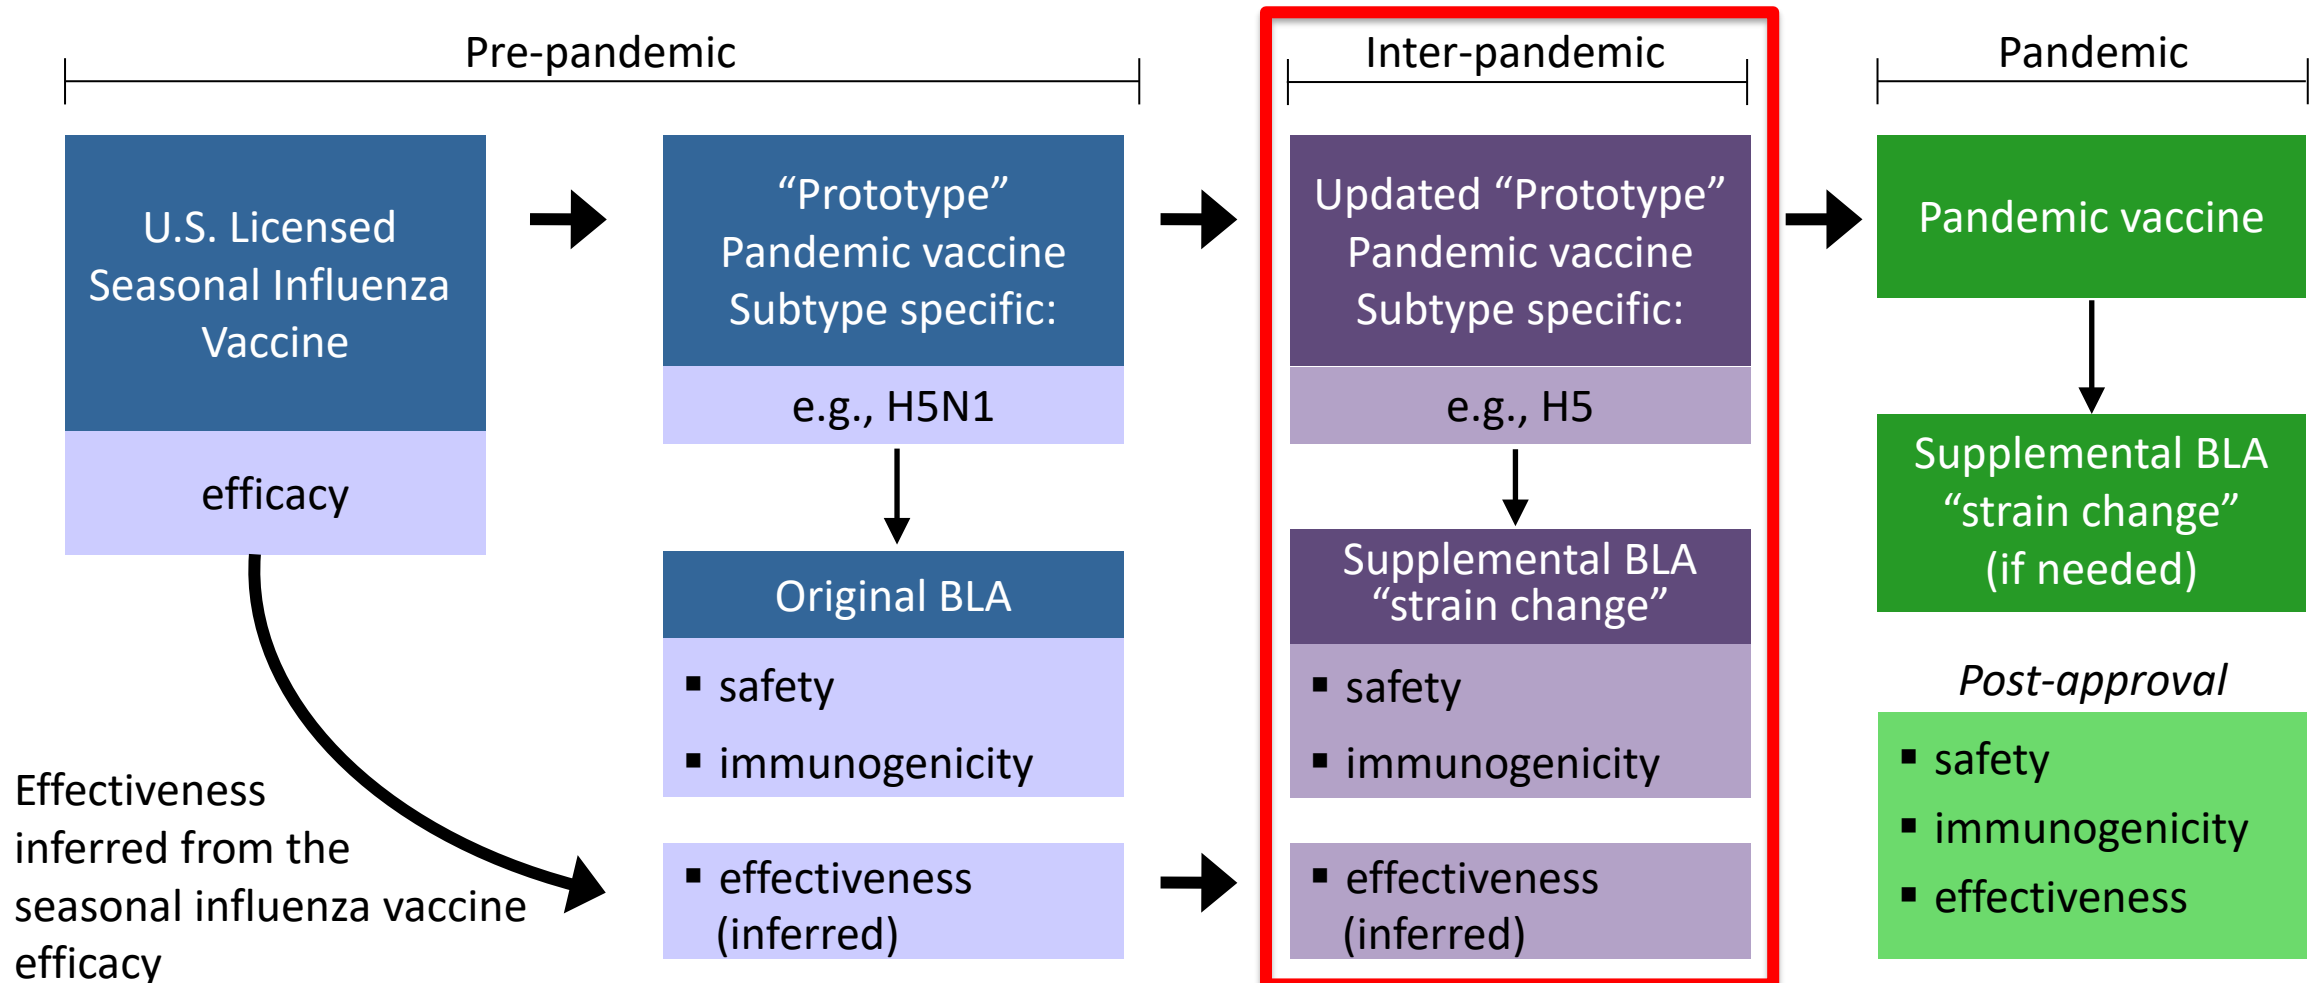 Pre-pandemic
Inter-pandemic
Pandemic
U.S. Licensed
Seasonal Influenza
Vaccine
efficacy
Effectiveness
inferred from the
seasonal influenza vaccine
efficacy
“Prototype”
Pandemic vaccine
Subtype specific:
e.g., H5N1
Original BLA
▪ safety
▪ immunogenicity
▪ effectiveness
(inferred)
Updated “Prototype”
Pandemic vaccine
Subtype specific:
e.g., H5
Supplemental BLA
“strain change”
▪ safety
▪ immunogenicity
▪ effectiveness
(inferred)
Pandemic vaccine
Supplemental BLA
“strain change”
(if needed)
Post-approval
▪ safety
▪ immunogenicity
▪ effectiveness